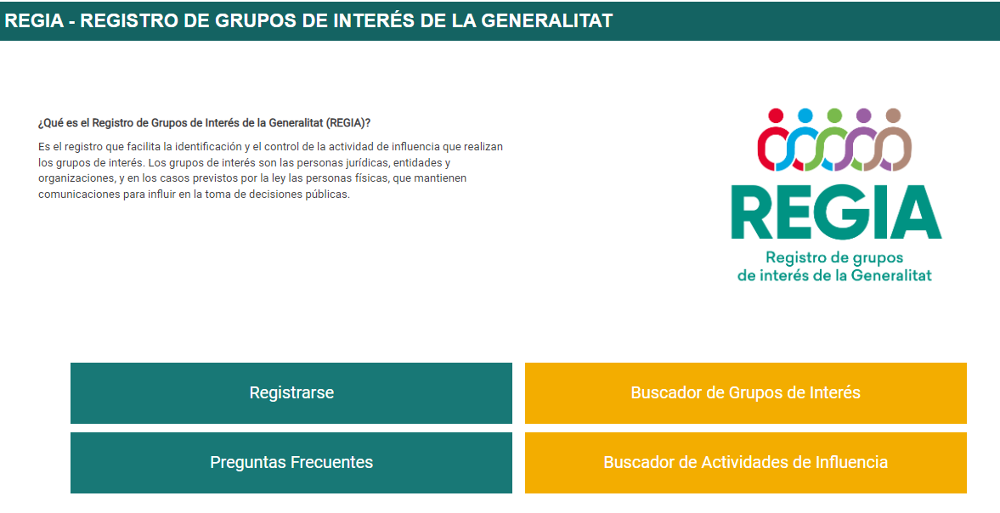 REGIA - REGISTRO DE GRUPOS DE INTERÉS DE LA GENERALITAT
¿Qué es el Registro de Grupos de Interés de la Generalitat (REGIA)?
Es el registro que facilita la identificación y el control de la actividad de influencia que realizan
los grupos de interés. Los grupos de interés son las personas jurídicas, entidades y
organizaciones, y en los casos previstos por la ley las personas físicas, que mantienen
comunicaciones para influir en la toma de decisiones públicas.
REGIA
Registro de grupos
de interés de la Generalitat
Registrarse
Buscador de Grupos de Interés
Preguntas Frecuentes
Buscador de Actividades de Influencia